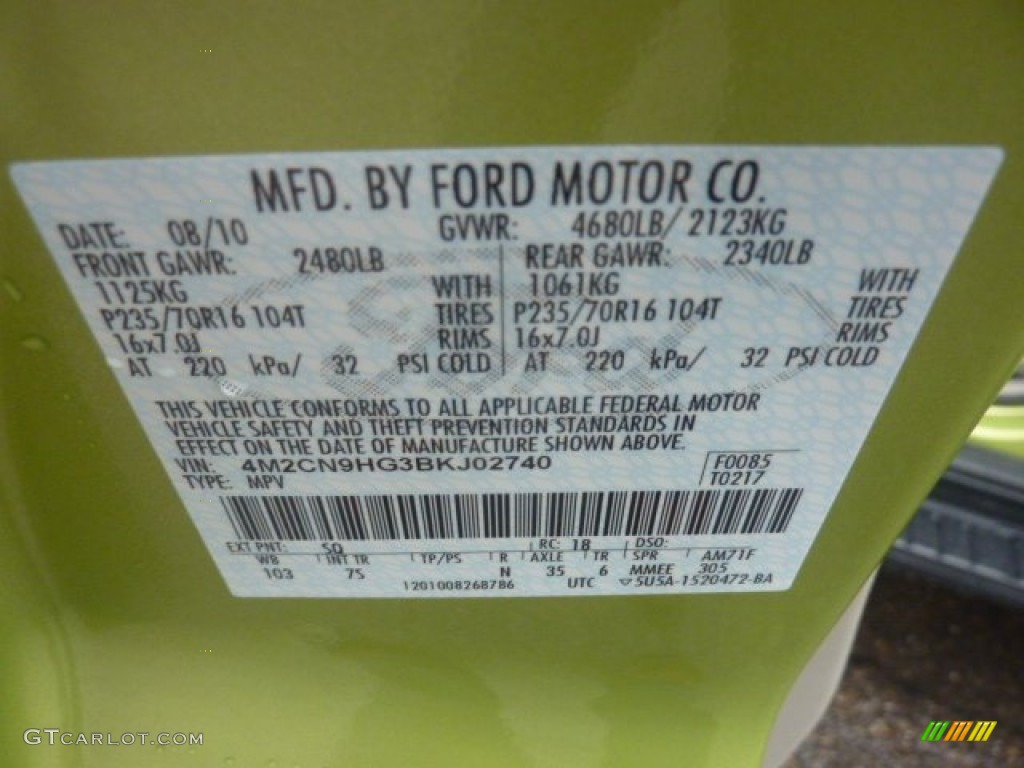 MFD. BY FORD MOTOR CO.
DATE: 08/10 GVWR: 4680LB/ 2123KG
FRONT GAWR: 2480LB REAR GAWR: 2340LB
1125KG WITH 1061KG WITH
P235/70R16 104T TIRES P235/70R16 104T TIRES
16x7.0J RIMS 16x7.0J RIMS
AT 220 kPa/ 32 PSI COLD AT 220 kPa/ 32 PSI COLD
THIS VEHICLE CONFORMS TO ALL APPLICABLE FEDERAL MOTOR
VEHICLE SAFETY AND THEFT PREVENTION STANDARDS IN
EFFECT ON THE DATE OF MANUFACTURE SHOWN ABOVE.
VIN: 4M2CN9HG3BKJ02740 F0085
TYPE: MPV T0217
EXT PNT: SQ RC: 18 DSO:
WB INT TR TP/PS R AXLE TR SPR AM71F
103 7S N 35 6 MMEE 305
1201008268786 UTC ▽5U5A-1520472-BA
GTCARLOT.COM